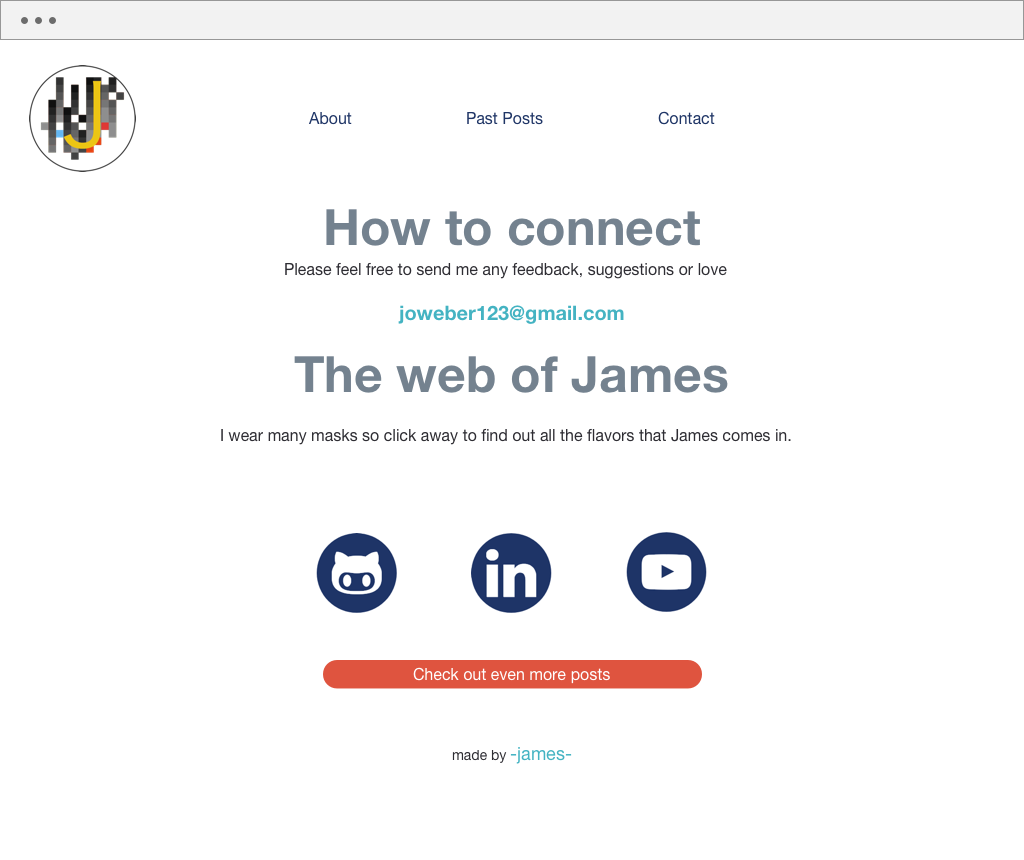 J
About Past Posts Contact
How to connect
Please feel free to send me any feedback, suggestions or love
joweber123@gmail.com
The web of James
I wear many masks so click away to find out all the flavors that James comes in.
in
Check out even more posts
made by -james-